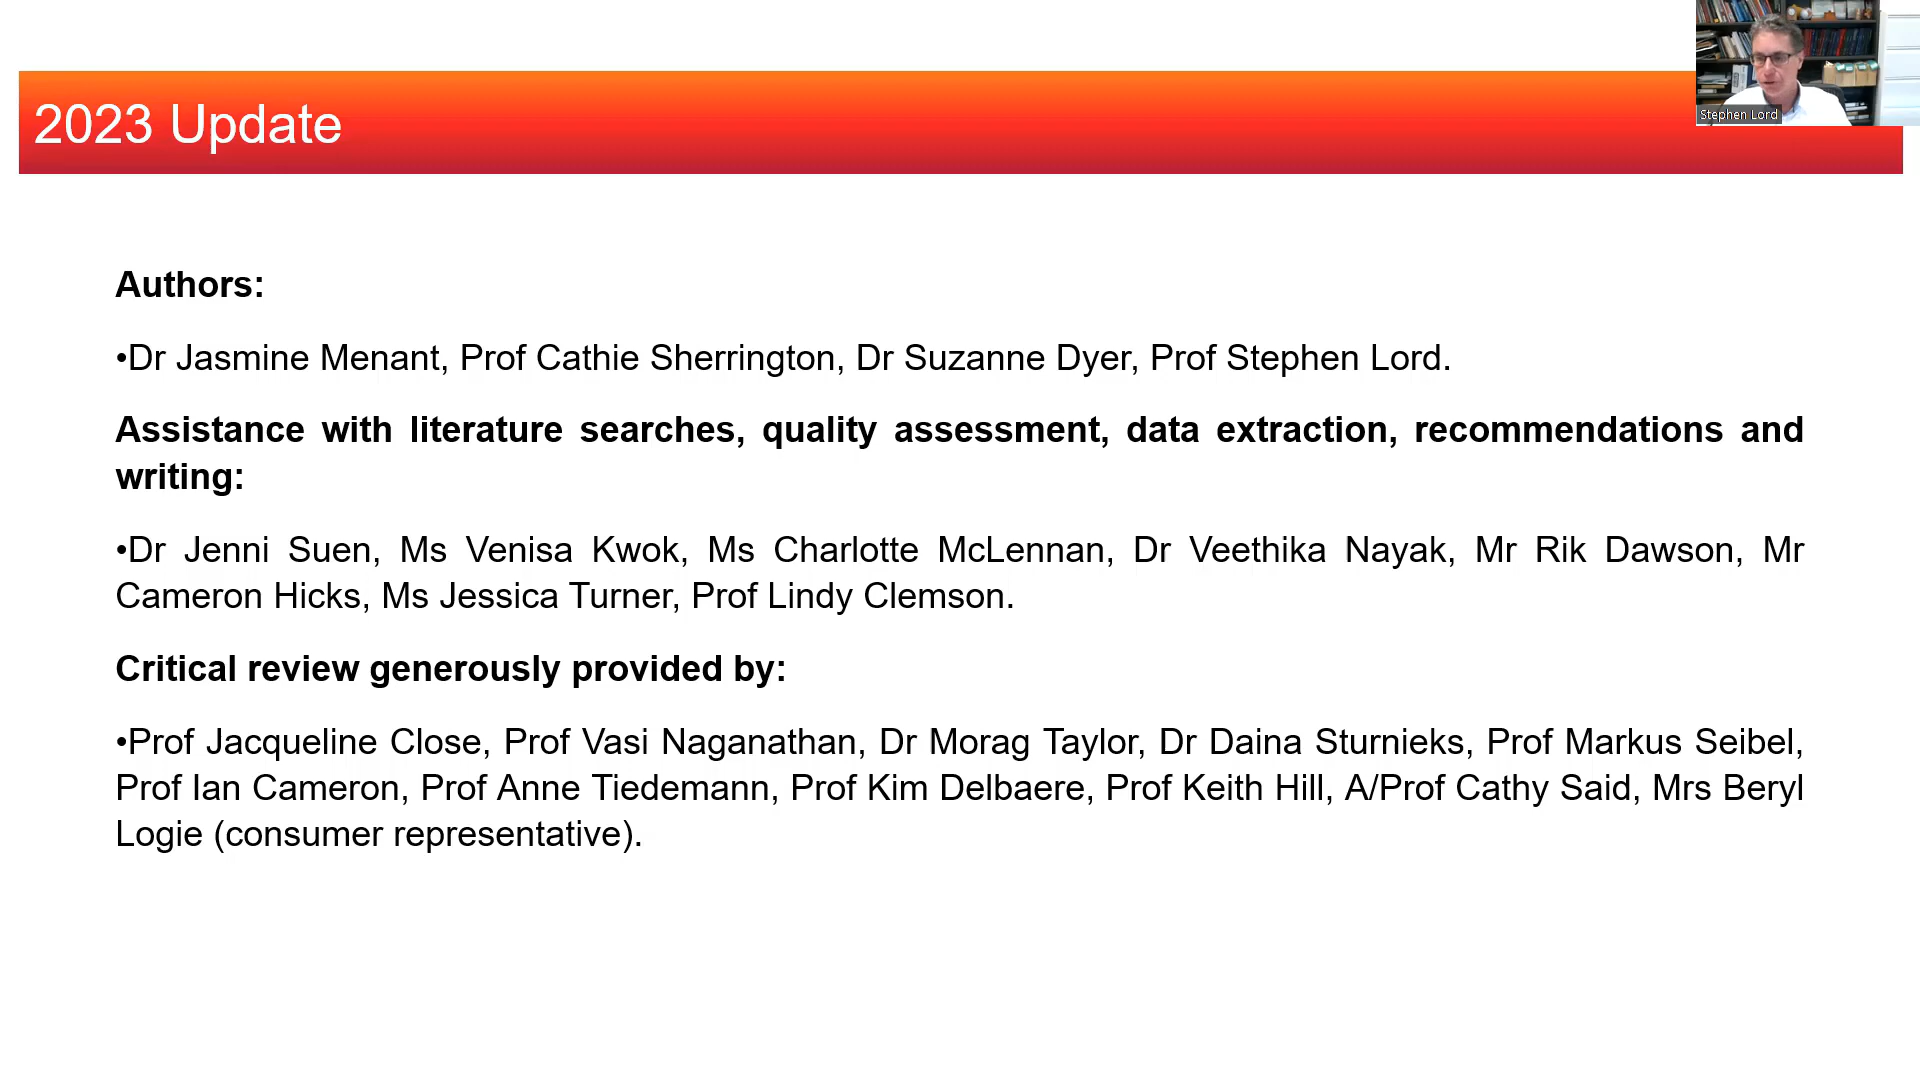 2023 Update
Stephen Lord
Authors:
•Dr Jasmine Menant, Prof Cathie Sherrington, Dr Suzanne Dyer, Prof Stephen Lord.
Assistance with literature searches, quality assessment, data extraction, recommendations and
writing:
•Dr Jenni Suen, Ms Venisa Kwok, Ms Charlotte McLennan, Dr Veethika Nayak, Mr Rik Dawson, Mr
Cameron Hicks, Ms Jessica Turner, Prof Lindy Clemson.
Critical review generously provided by:
•Prof Jacqueline Close, Prof Vasi Naganathan, Dr Morag Taylor, Dr Daina Sturnieks, Prof Markus Seibel,
Prof Ian Cameron, Prof Anne Tiedemann, Prof Kim Delbaere, Prof Keith Hill, A/Prof Cathy Said, Mrs Beryl
Logie (consumer representative).